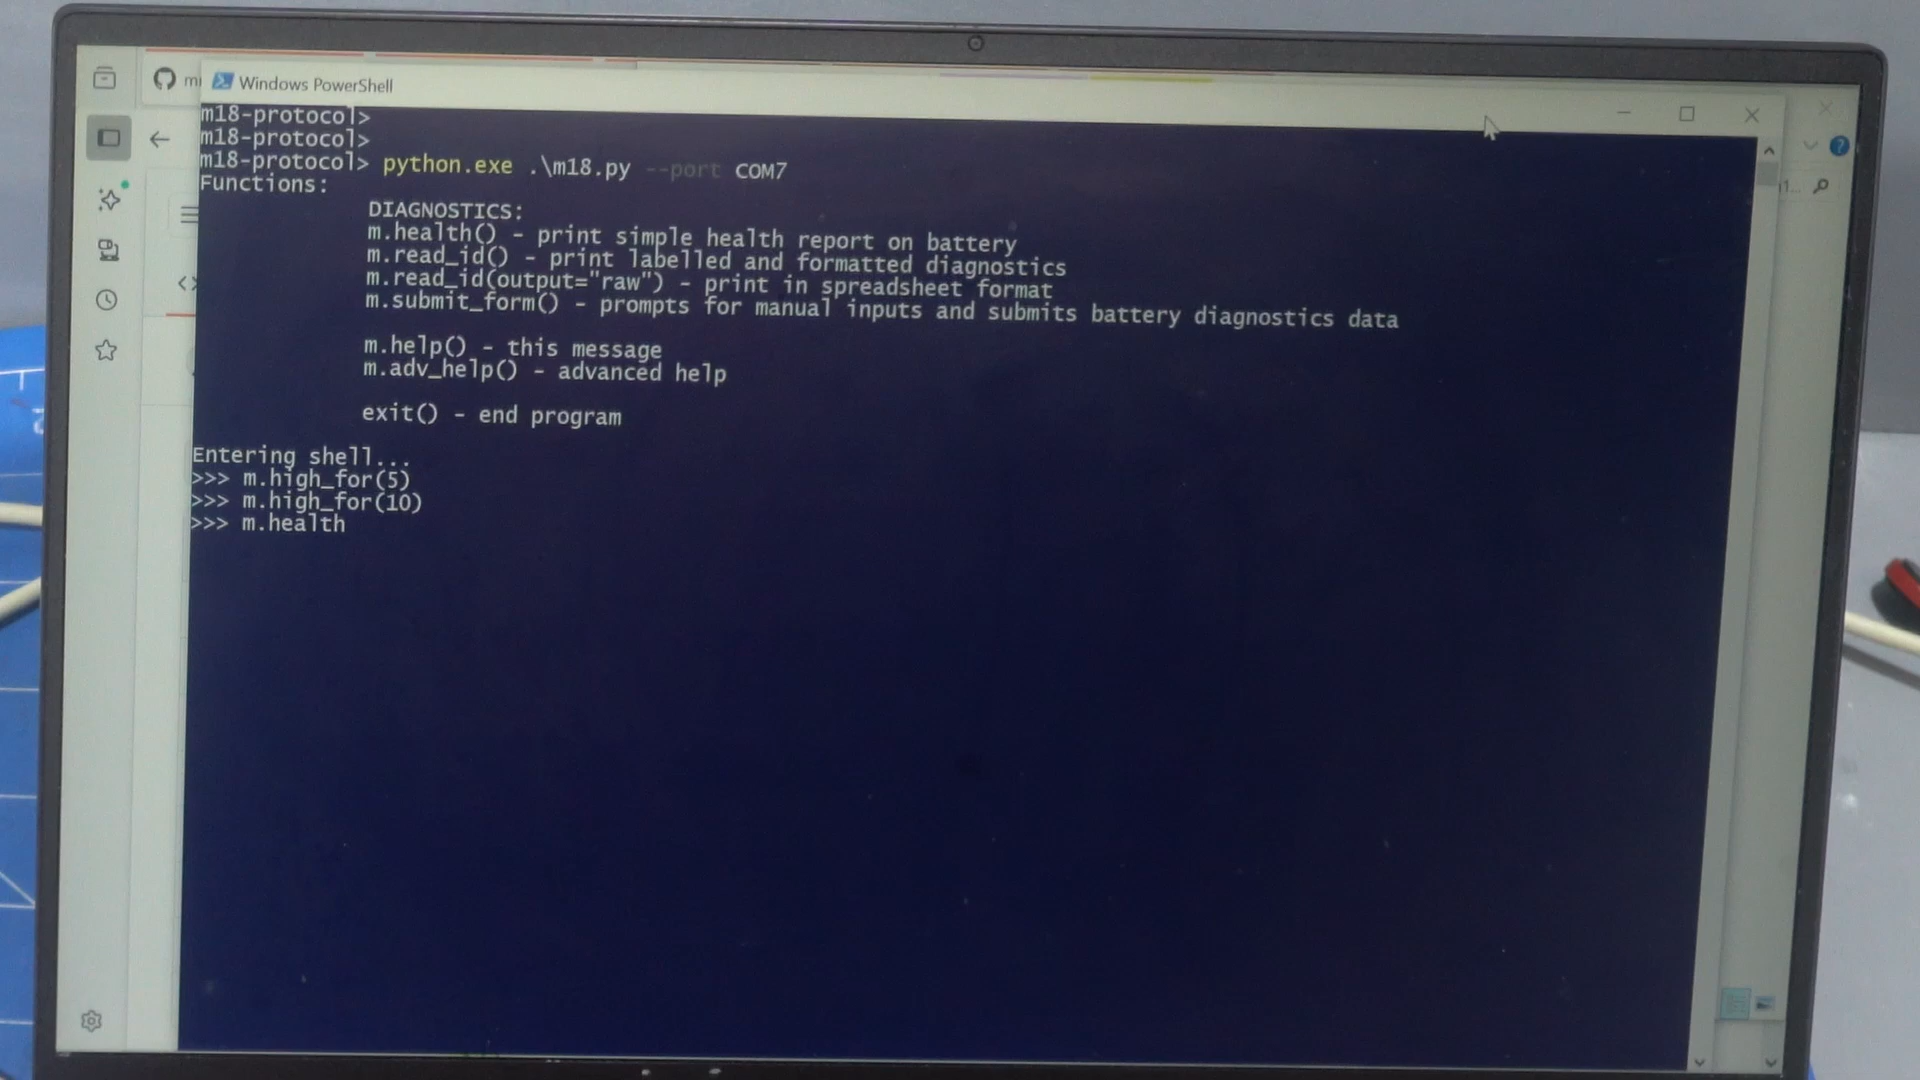 Windows PowerShell
m18-protocol>
m18-protocol>
m18-protocol> python.exe .\m18.py --port COM7
Functions:
DIAGNOSTICS:
m.health() - print simple health report on battery
m.read_id() - print labelled and formatted diagnostics
m.read_id(output="raw") - print in spreadsheet format
m.submit_form() - prompts for manual inputs and submits battery diagnostics data
m.help() - this message
m.adv_help() - advanced help
exit() - end program
Entering shell...
>>> m.high_for(5)
>>> m.high_for(10)
>>> m.health